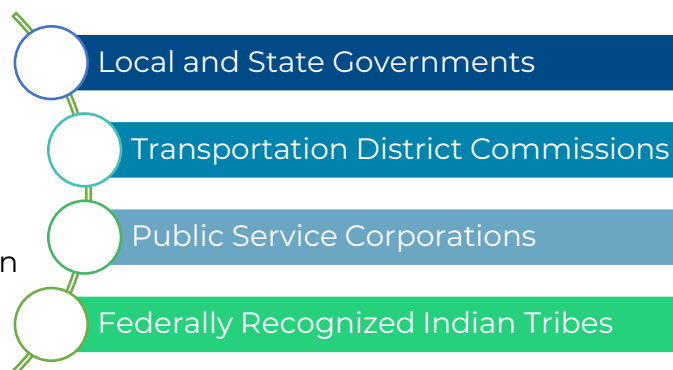 Local and State Governments
Transportation District Commissions
Public Service Corporations
n
Federally Recognized Indian Tribes